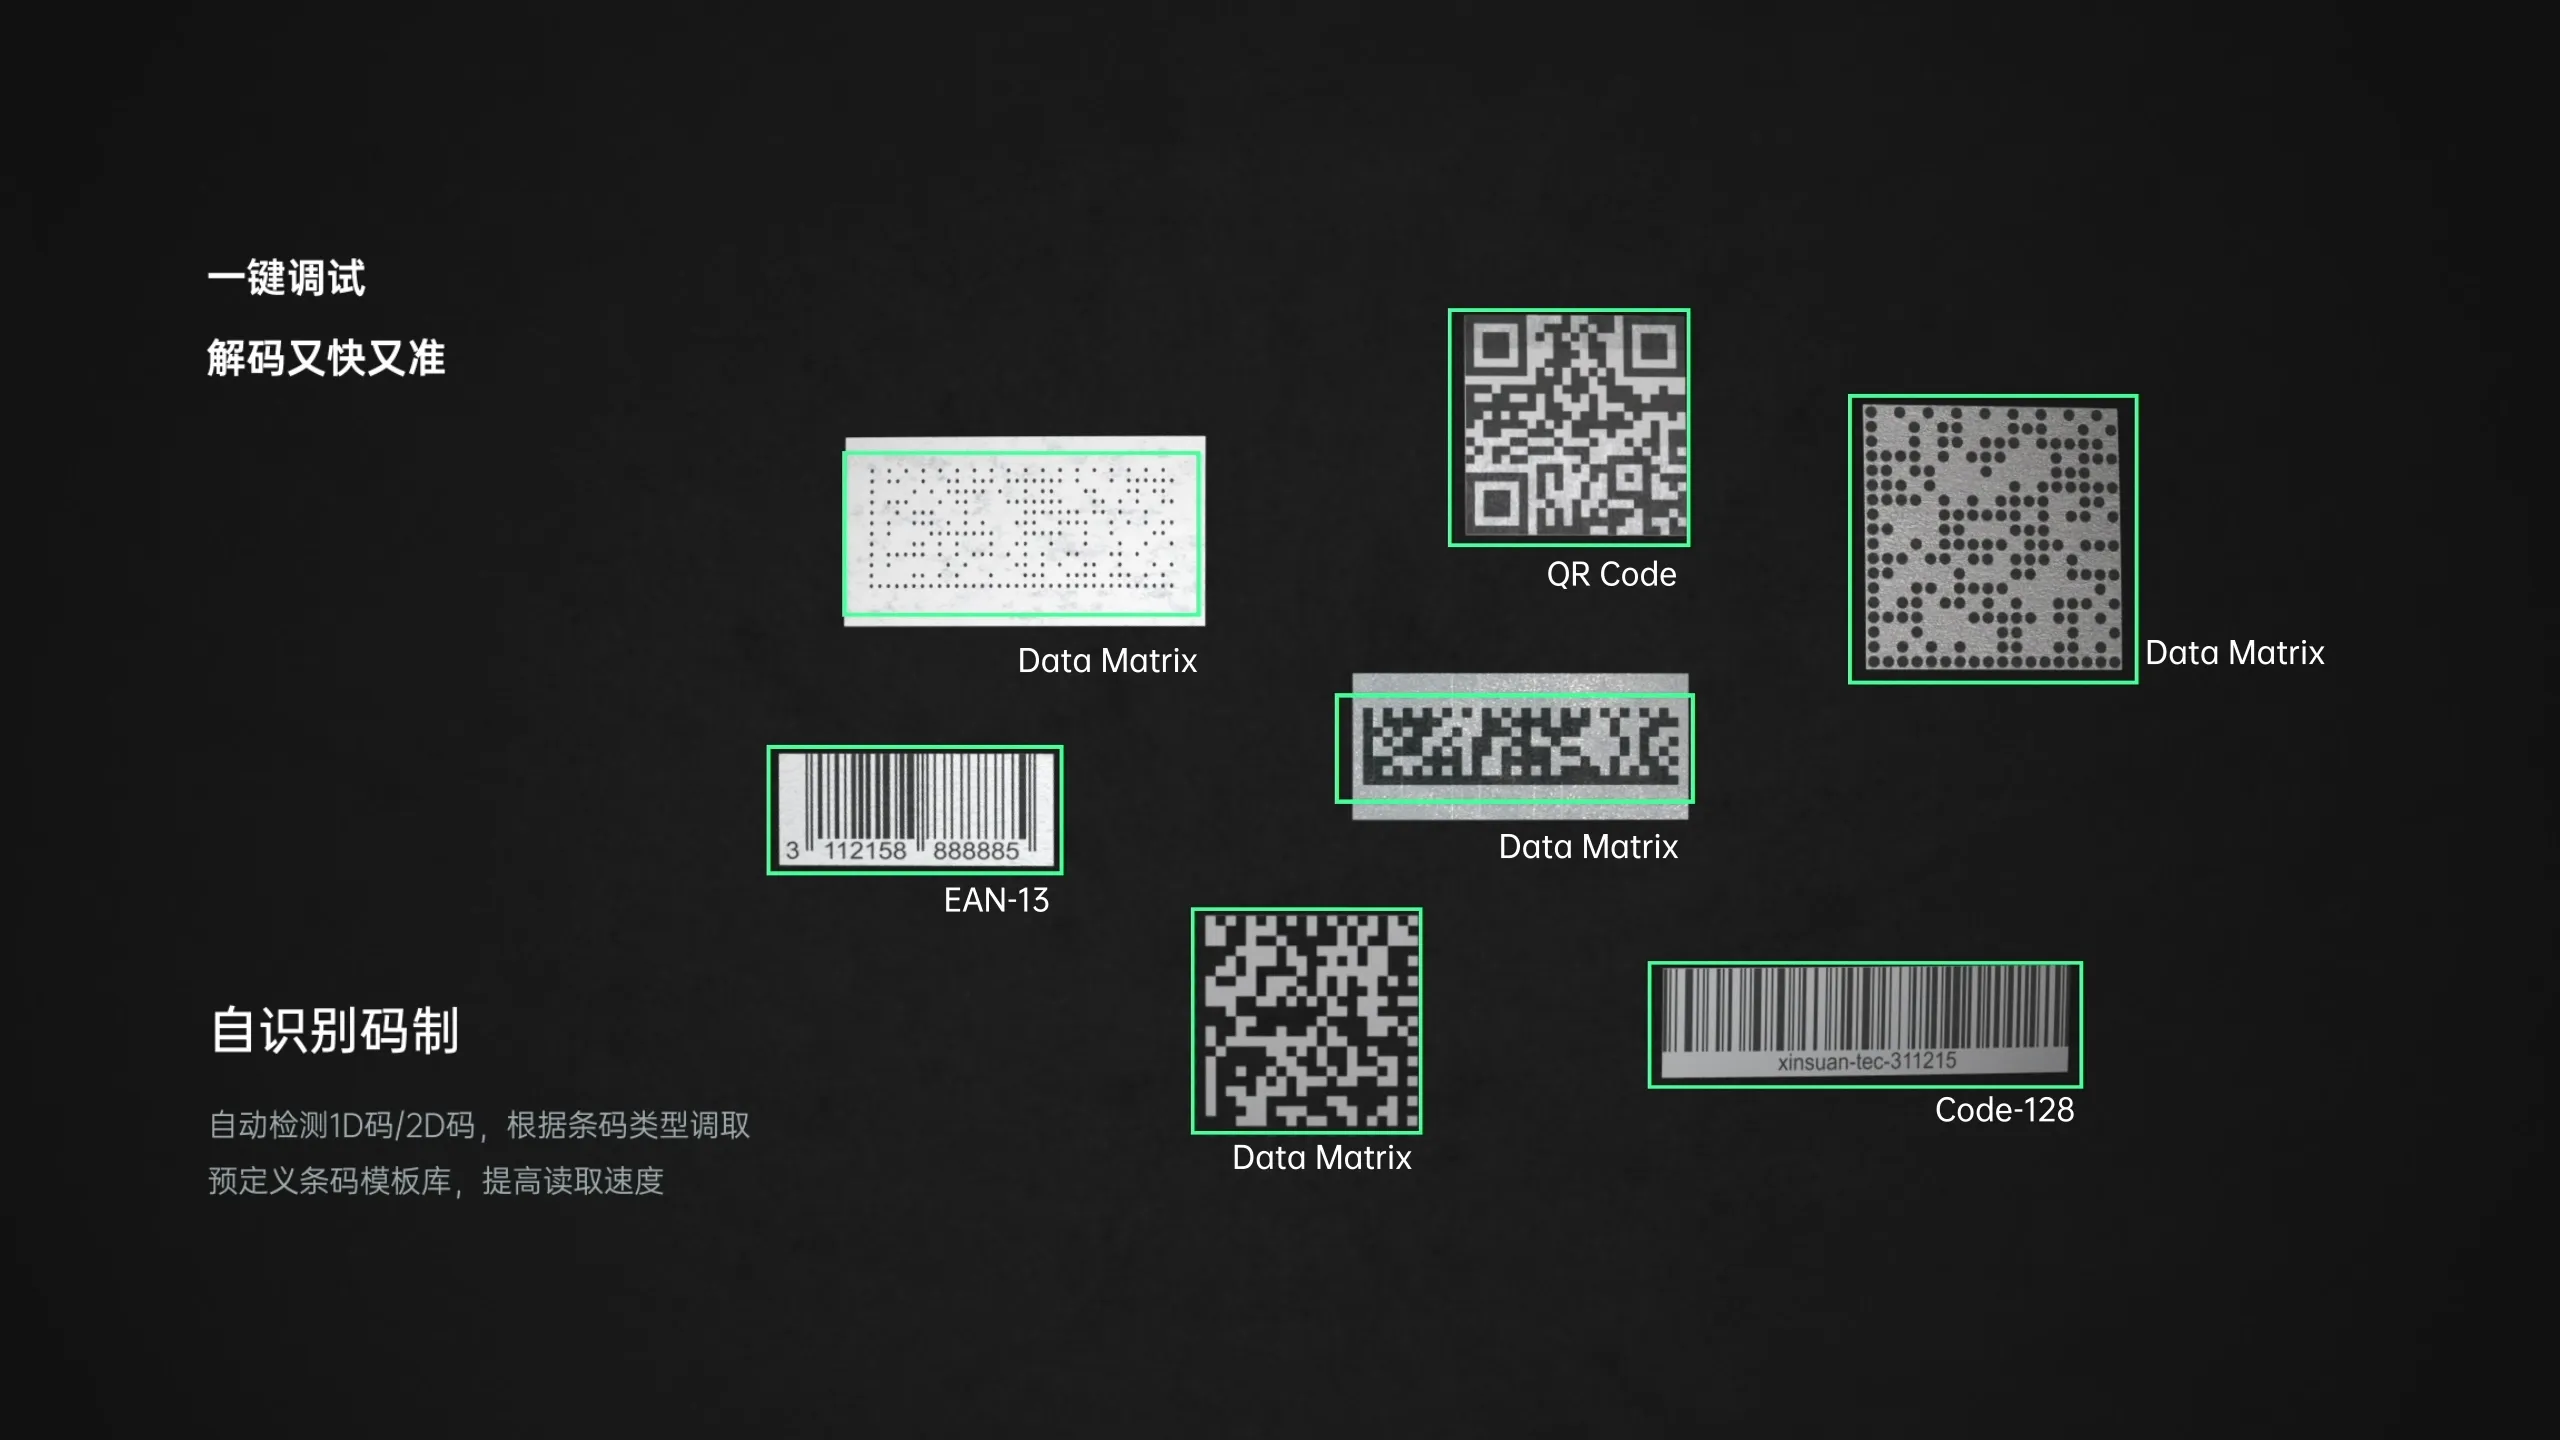 一键调试
解码又快又准
QR Code
Data Matrix
Data Matrix
Data Matrix
3 112158 888885
EAN-13
xinsuan-tec-311215
Code-128
Data Matrix
自识别码制
自动检测1D码/2D码，根据条码类型调取
预定义条码模板库，提高读取速度